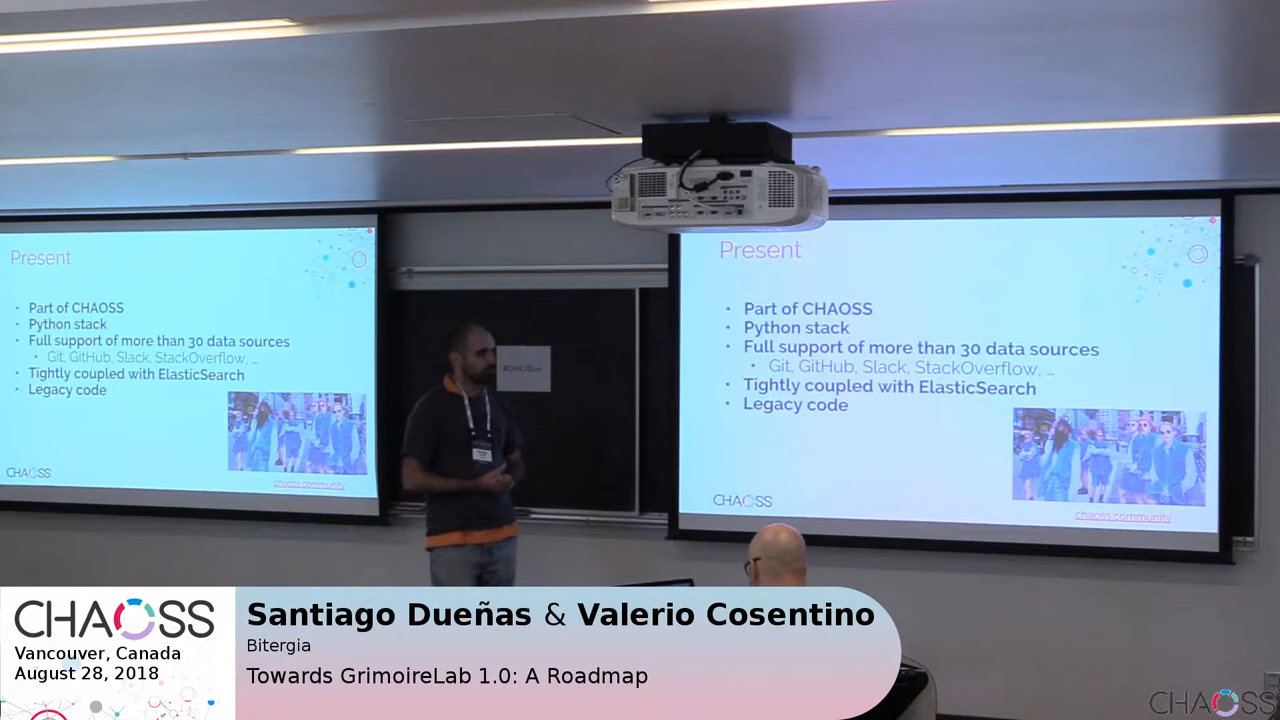 Present
• Part of CHAOSS
• Python stack
• Full support of more than 30 data sources
• Git, GitHub, Slack, StackOverflow, ...
• Tightly coupled with ElasticSearch
• Legacy code
CHAOSS
chaoss.community
Present
• Part of CHAOSS
• Python stack
• Full support of more than 30 data sources
• Git, GitHub, Slack, StackOverflow, ...
• Tightly coupled with ElasticSearch
• Legacy code
CHAOSS
chaoss.community
CHAOSS
Vancouver, Canada
August 28, 2018
Santiago Dueñas & Valerio Cosentino
Bitergia
Towards GrimoireLab 1.0: A Roadmap
CHAOSS